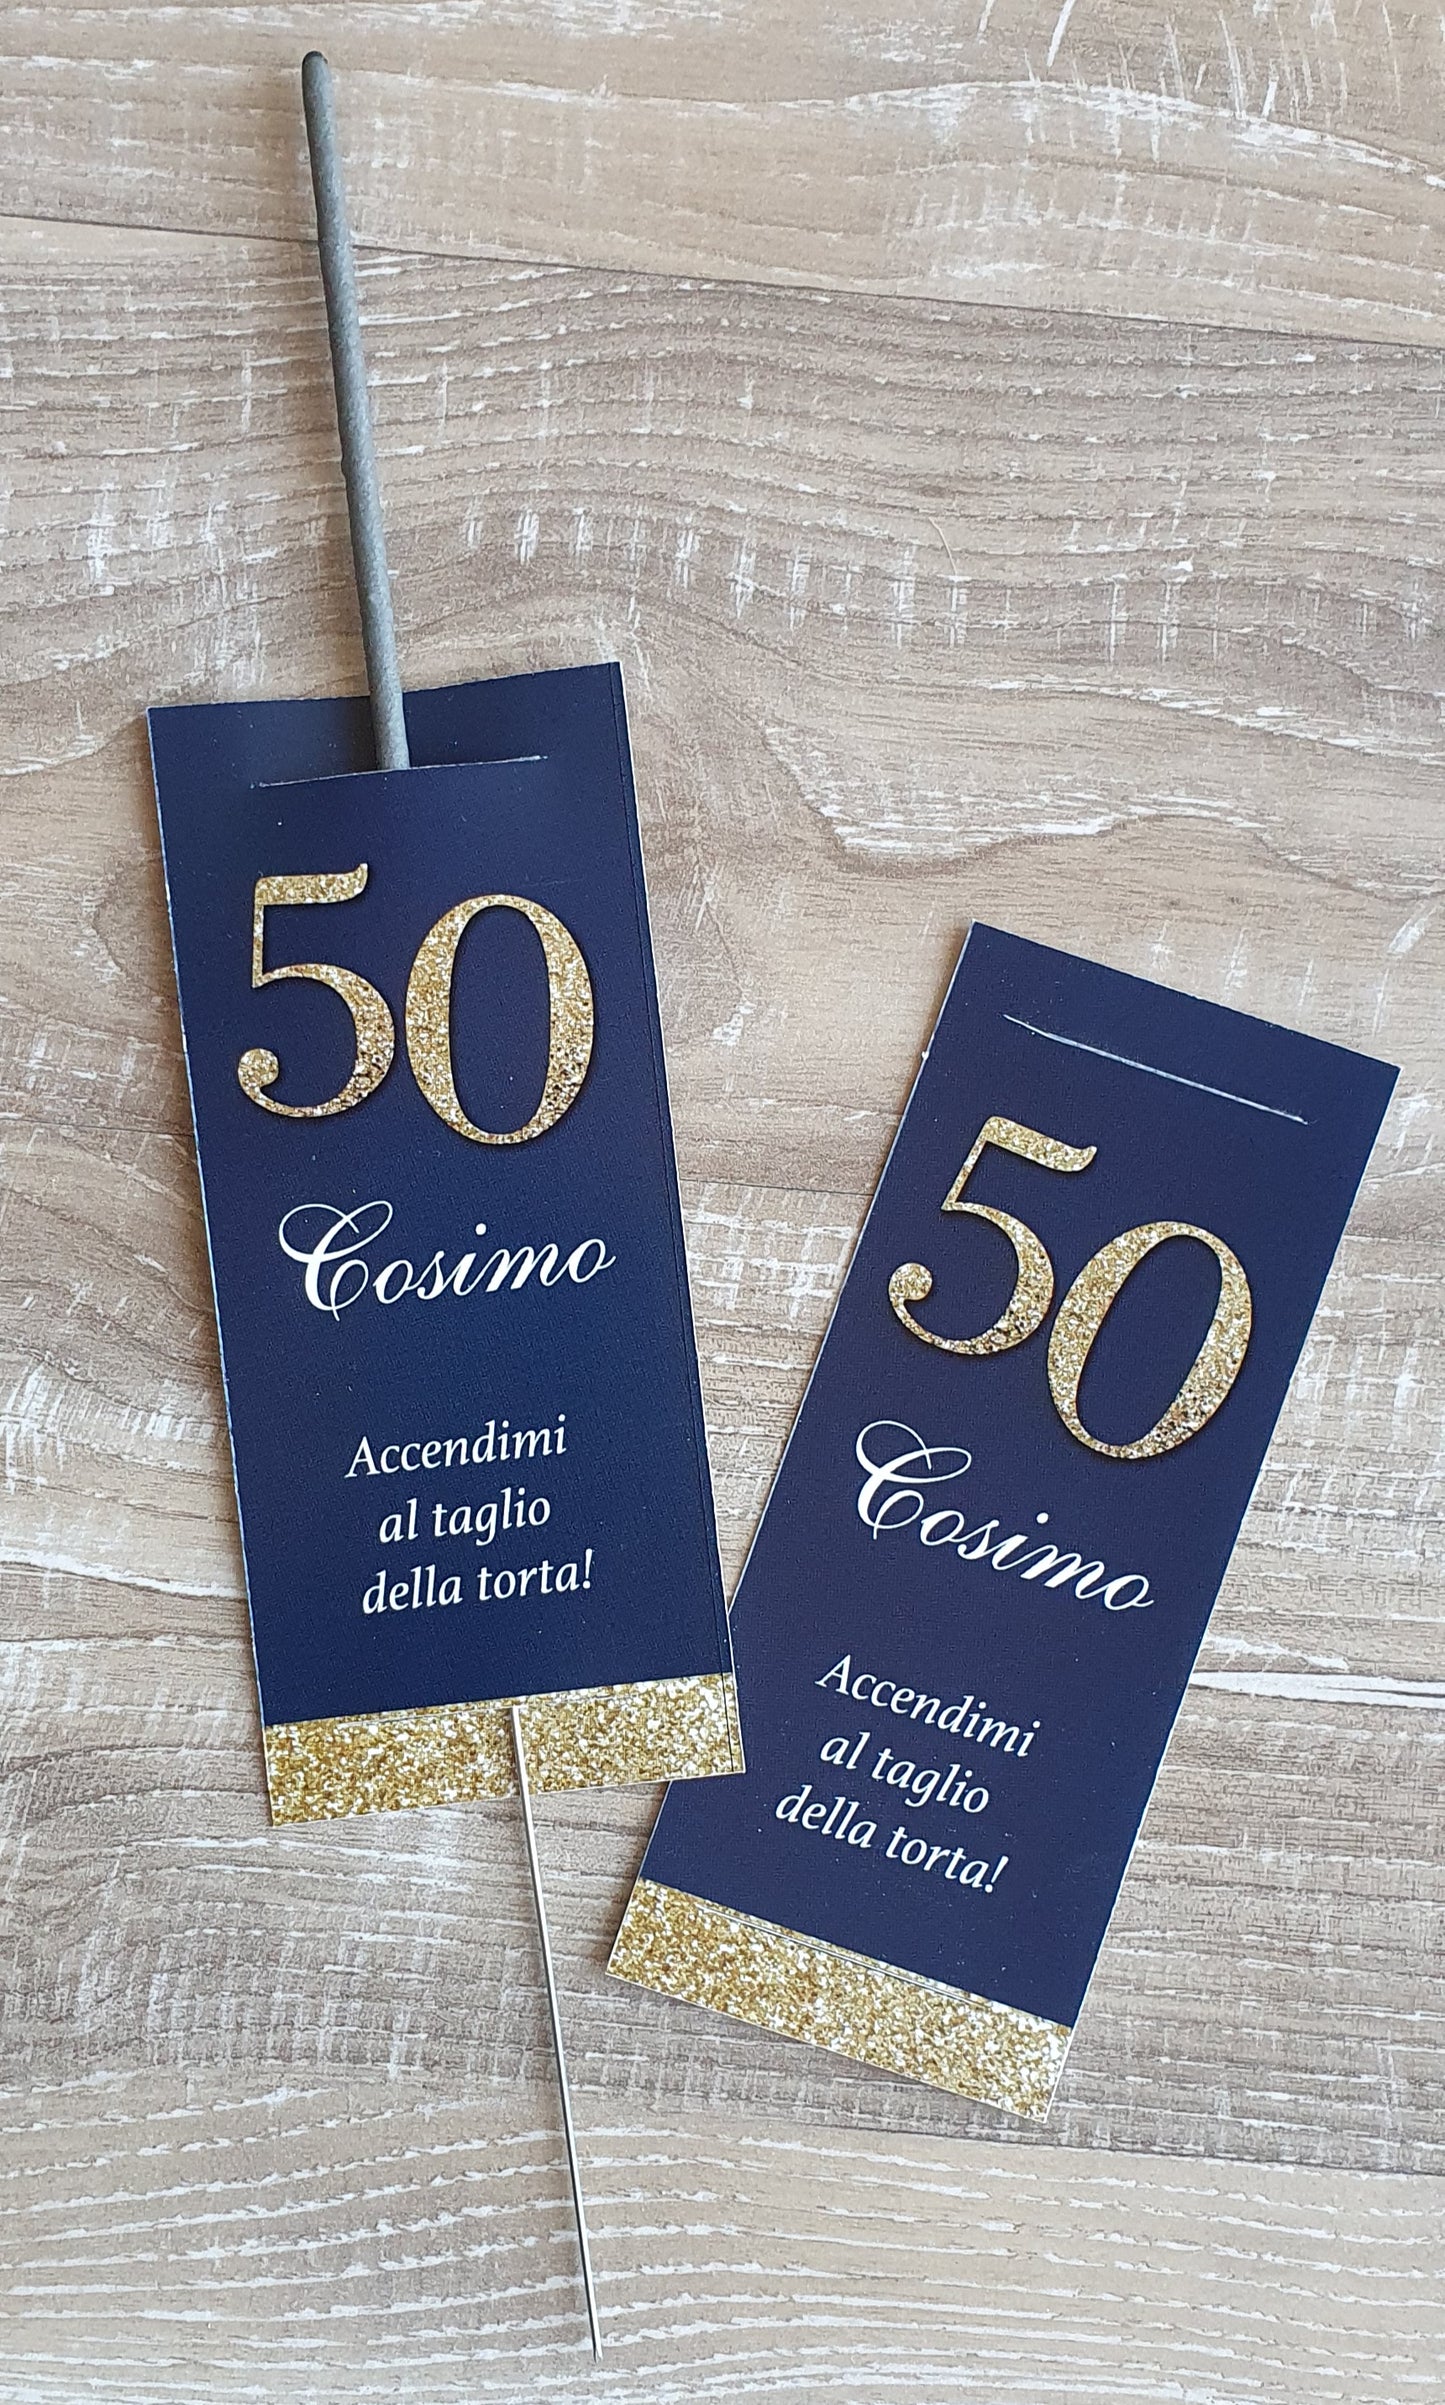 50
Cosimo
Accendimi
al taglio
della torta!
50
Cosimo
Accendimi
al taglio
della torta!